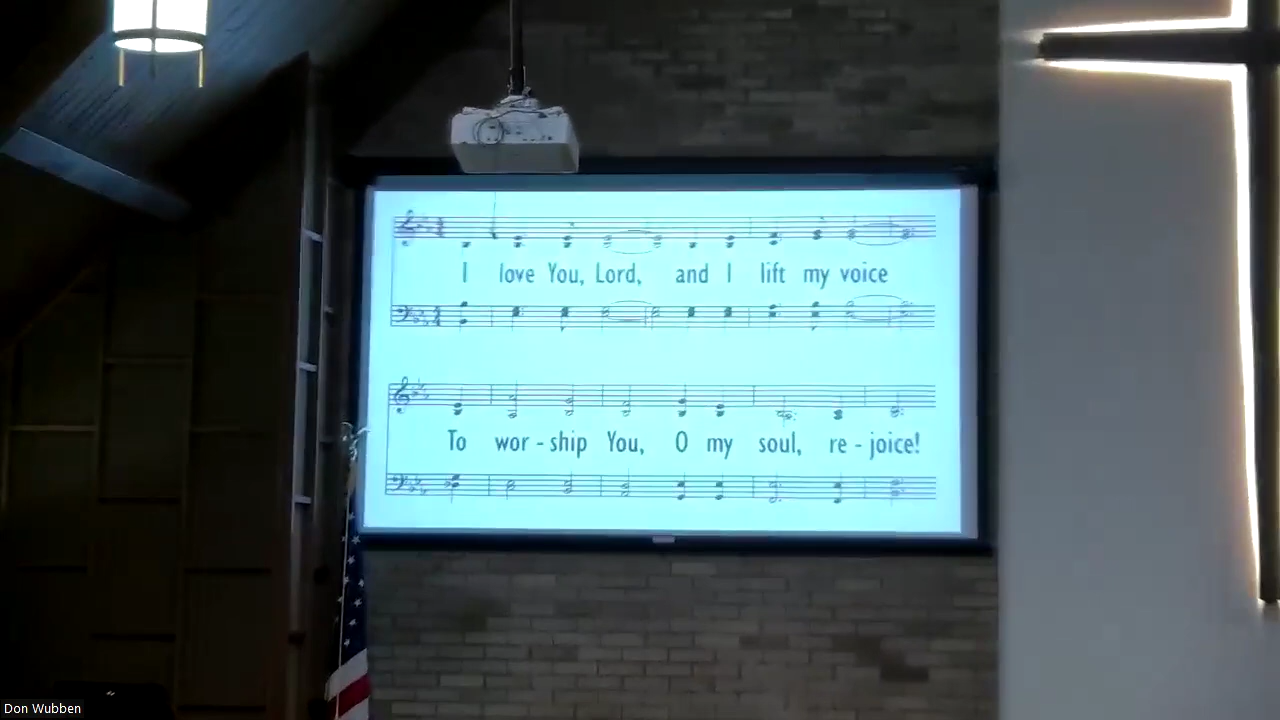 I love You, Lord, and I lift my voice
To wor - ship You, O my soul, re - joice!
Don Wubben